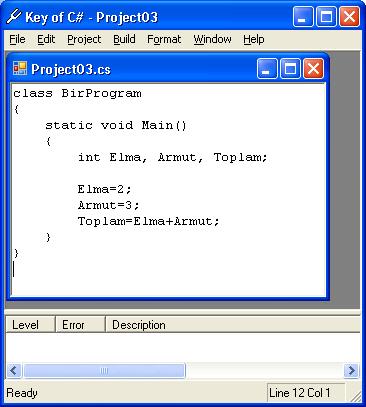 Key of C# - Project03
File Edit Project Build Format Window Help
Project03.cs
class BirProgram
{
static void Main()
{
int Elma, Armut, Toplam;
Elma=2;
Armut=3;
Toplam=Elma+Armut;
}
}
Level Error Description
Ready Line 12 Col 1